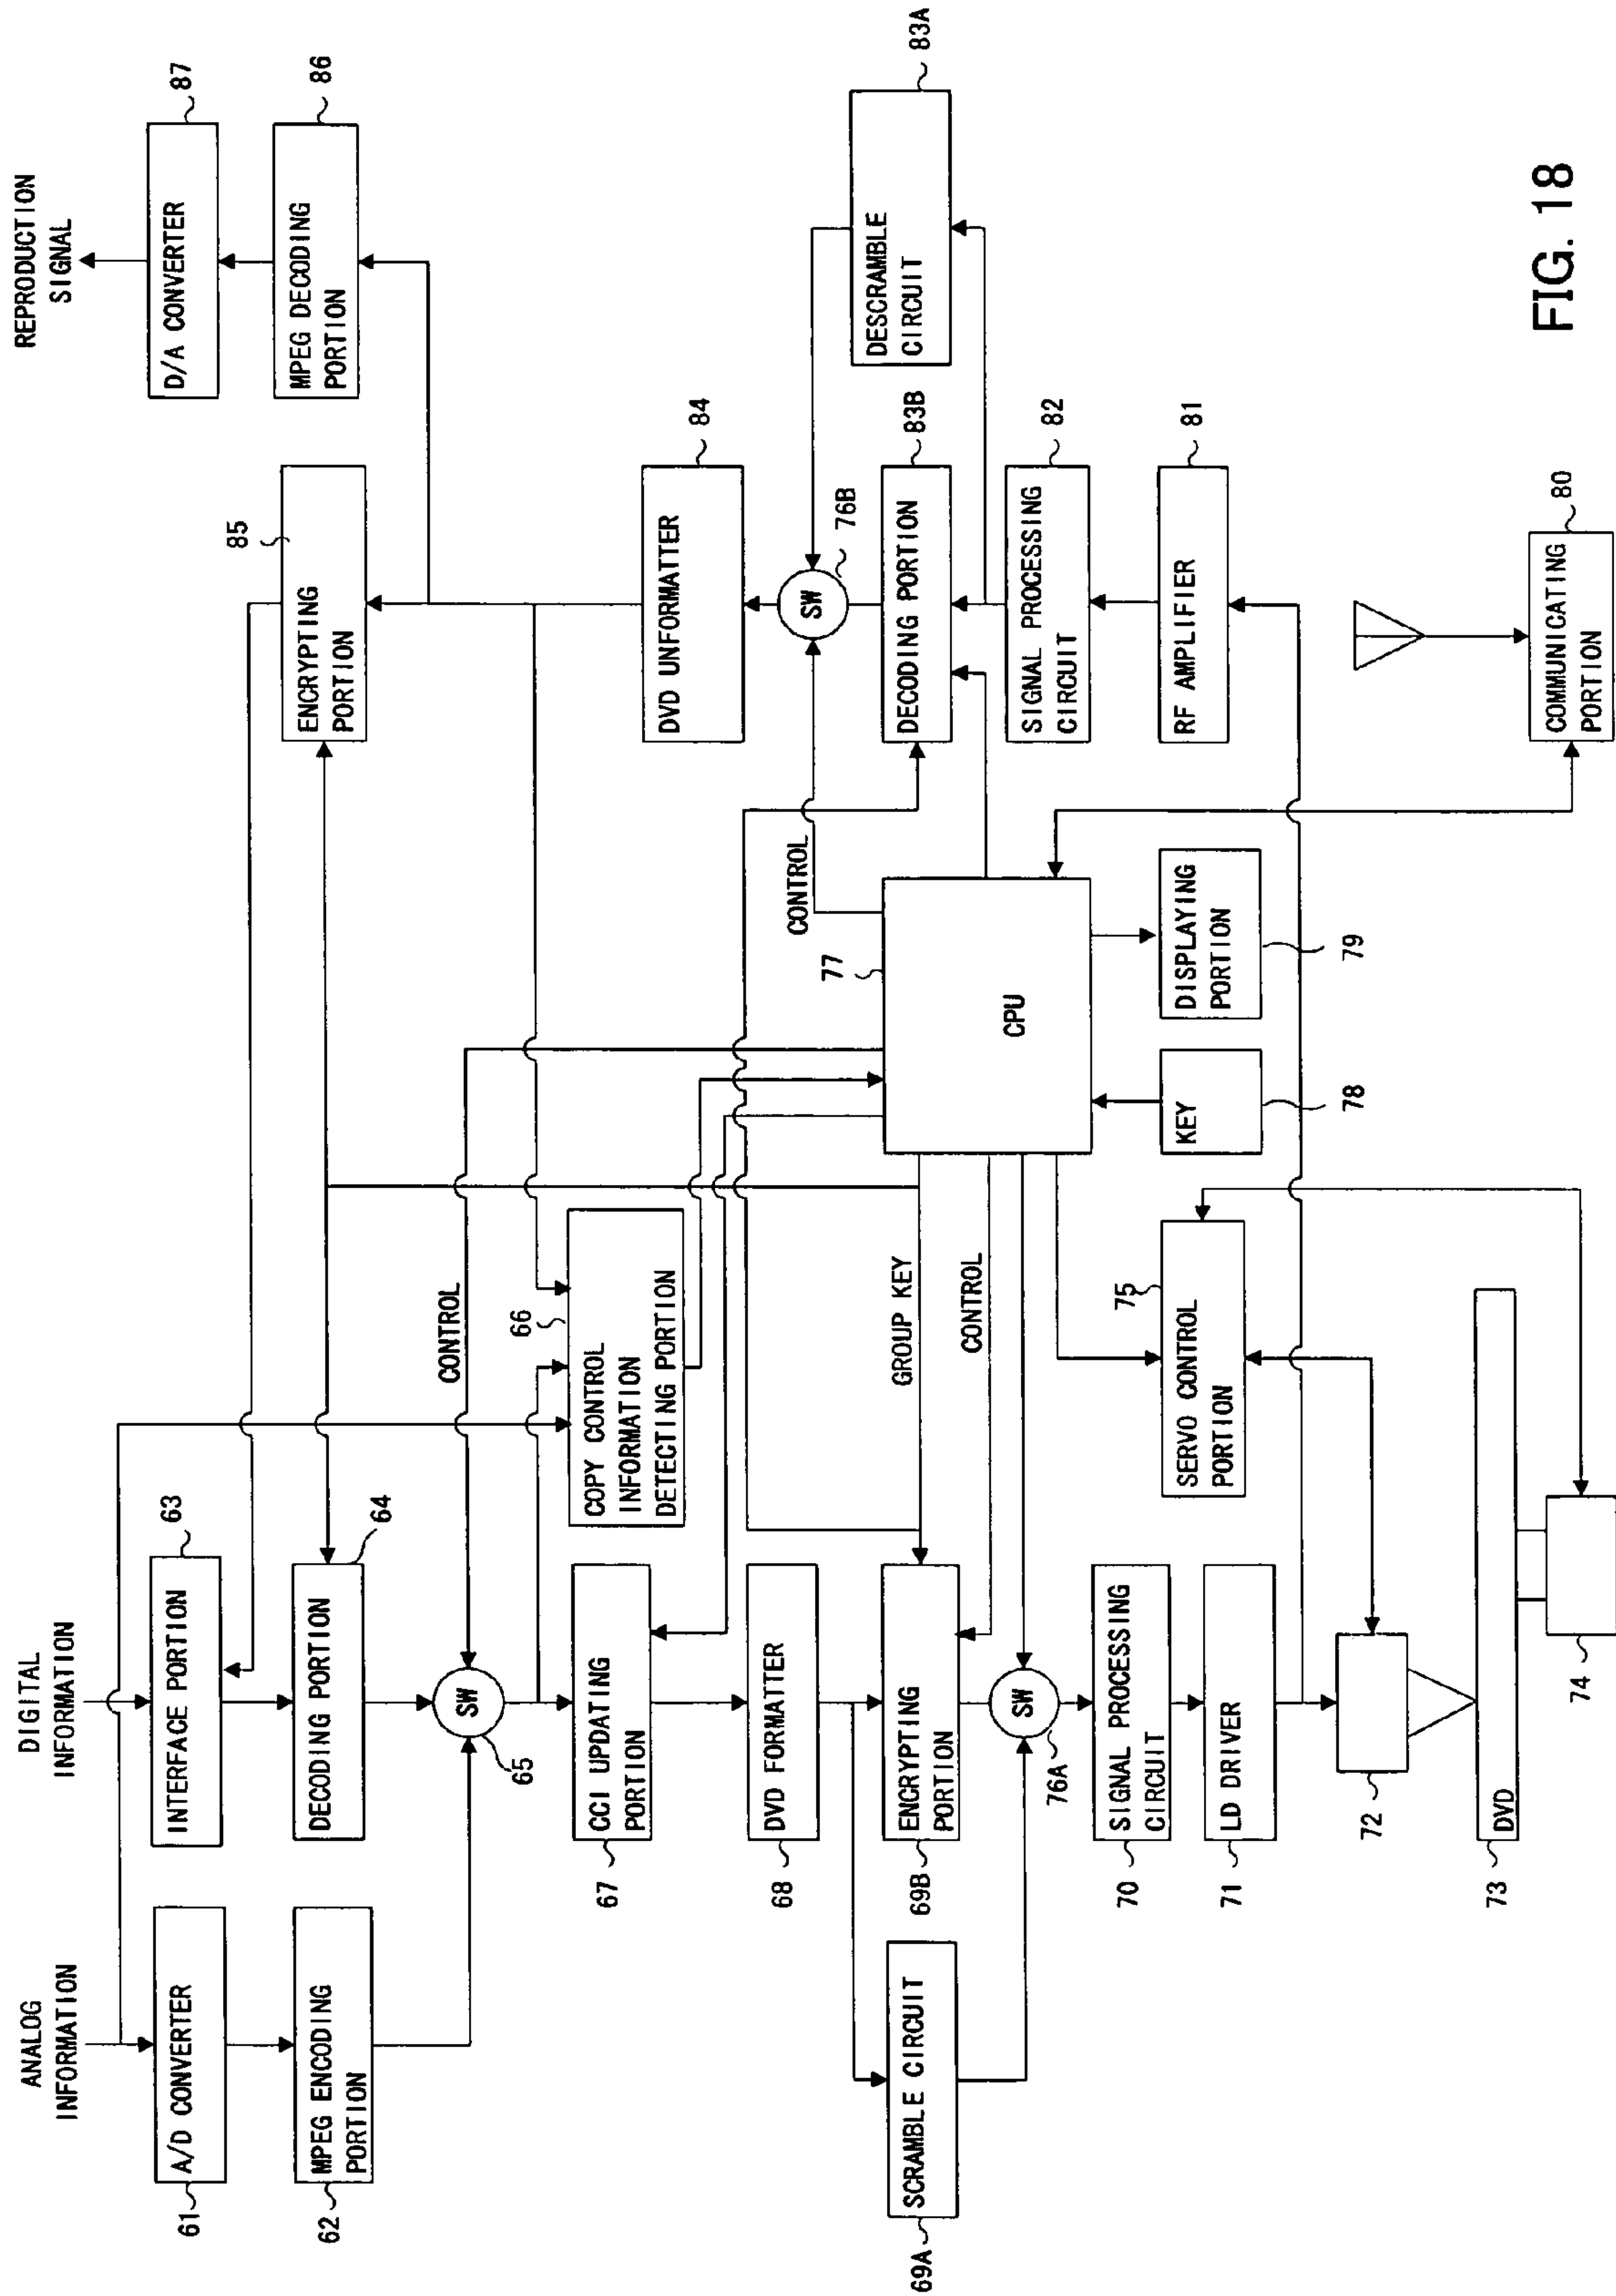 ANALOG
INFORMATION
DIGITAL
INFORMATION
REPRODUCTION
SIGNAL
61
A/D CONVERTER
INTERFACE PORTION
63
D/A CONVERTER
87
62
MPEG ENCODING
PORTION
DECODING PORTION
64
ENCRYPTING
PORTION
85
MPEG DECODING
PORTION
86
SW
65
CONTROL
66
COPY CONTROL
INFORMATION
DETECTING PORTION
67
CCI UPDATING
PORTION
68
DVD FORMATTER
DVD UNFORMATTER
84
CONTROL
SW
76B
69A
SCRAMBLE CIRCUIT
69B
ENCRYPTING
PORTION
GROUP KEY
77
CPU
DECODING PORTION
83B
DESCRAMBLE
CIRCUIT
83A
SW
76A
CONTROL
70
SIGNAL PROCESSING
CIRCUIT
SIGNAL PROCESSING
CIRCUIT
82
71
LD DRIVER
75
SERVO CONTROL
PORTION
KEY
78
DISPLAYING
PORTION
79
RF AMPLIFIER
81
72
73
DVD
74
COMMUNICATING
PORTION
80
FIG. 18